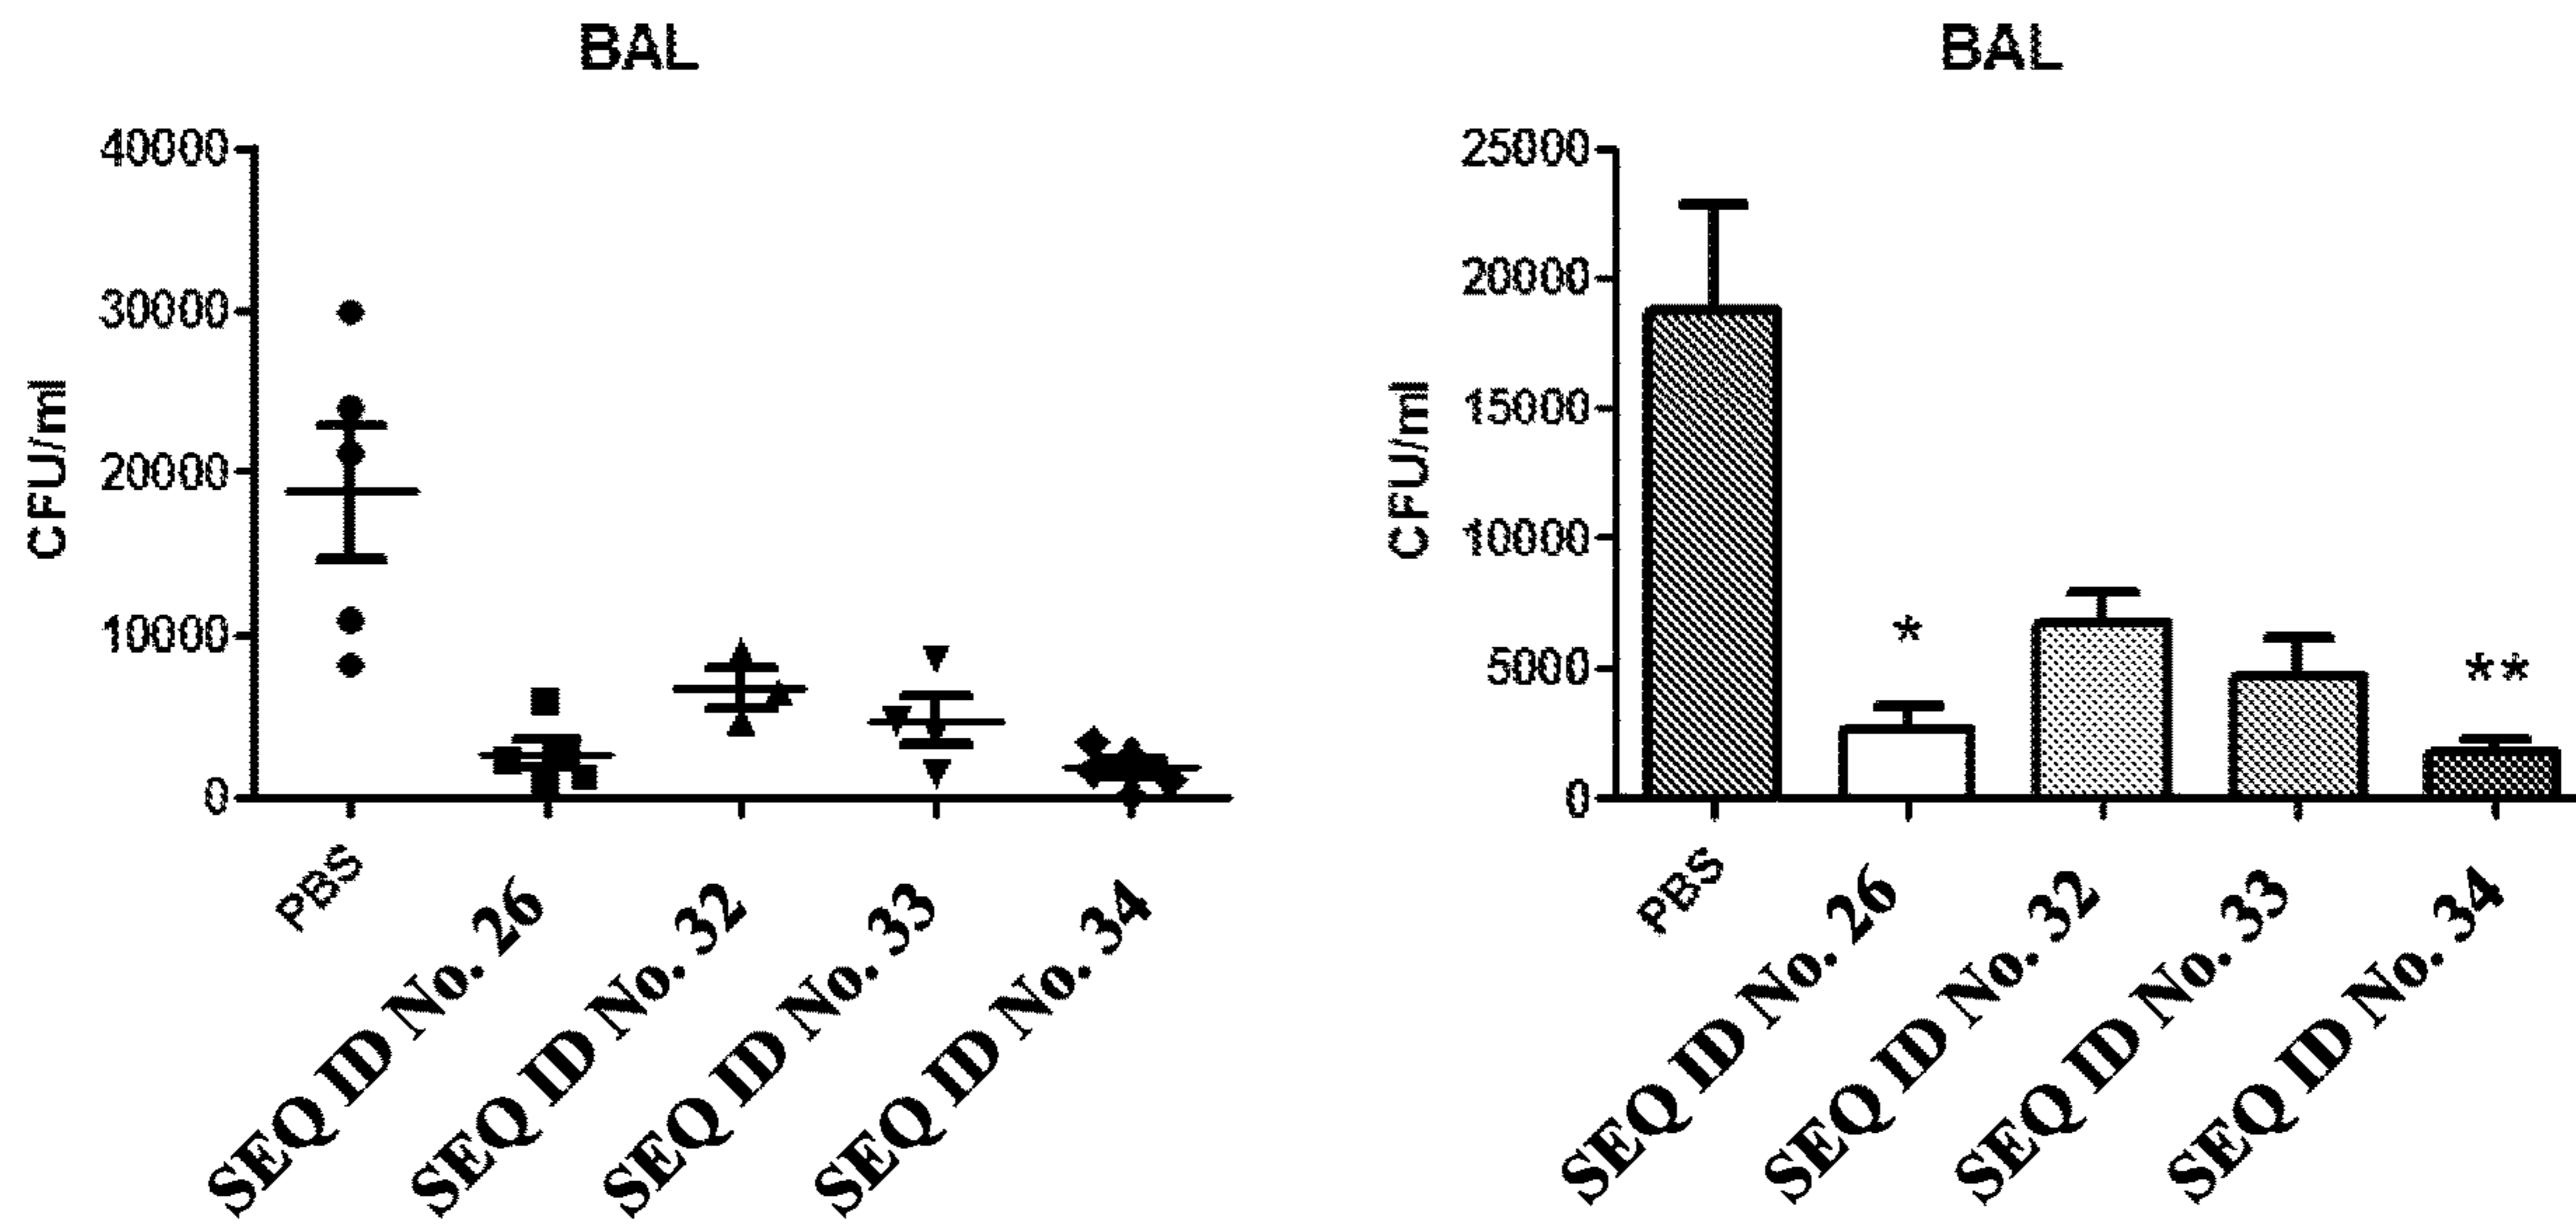 BAL
CFU/ml
40000
30000
20000
10000
0
PBS
SEQ ID No. 26
SEQ ID No. 32
SEQ ID No. 33
SEQ ID No. 34
BAL
CFU/ml
25000
20000
15000
10000
5000
0
*
**
PBS
SEQ ID No. 26
SEQ ID No. 32
SEQ ID No. 33
SEQ ID No. 34